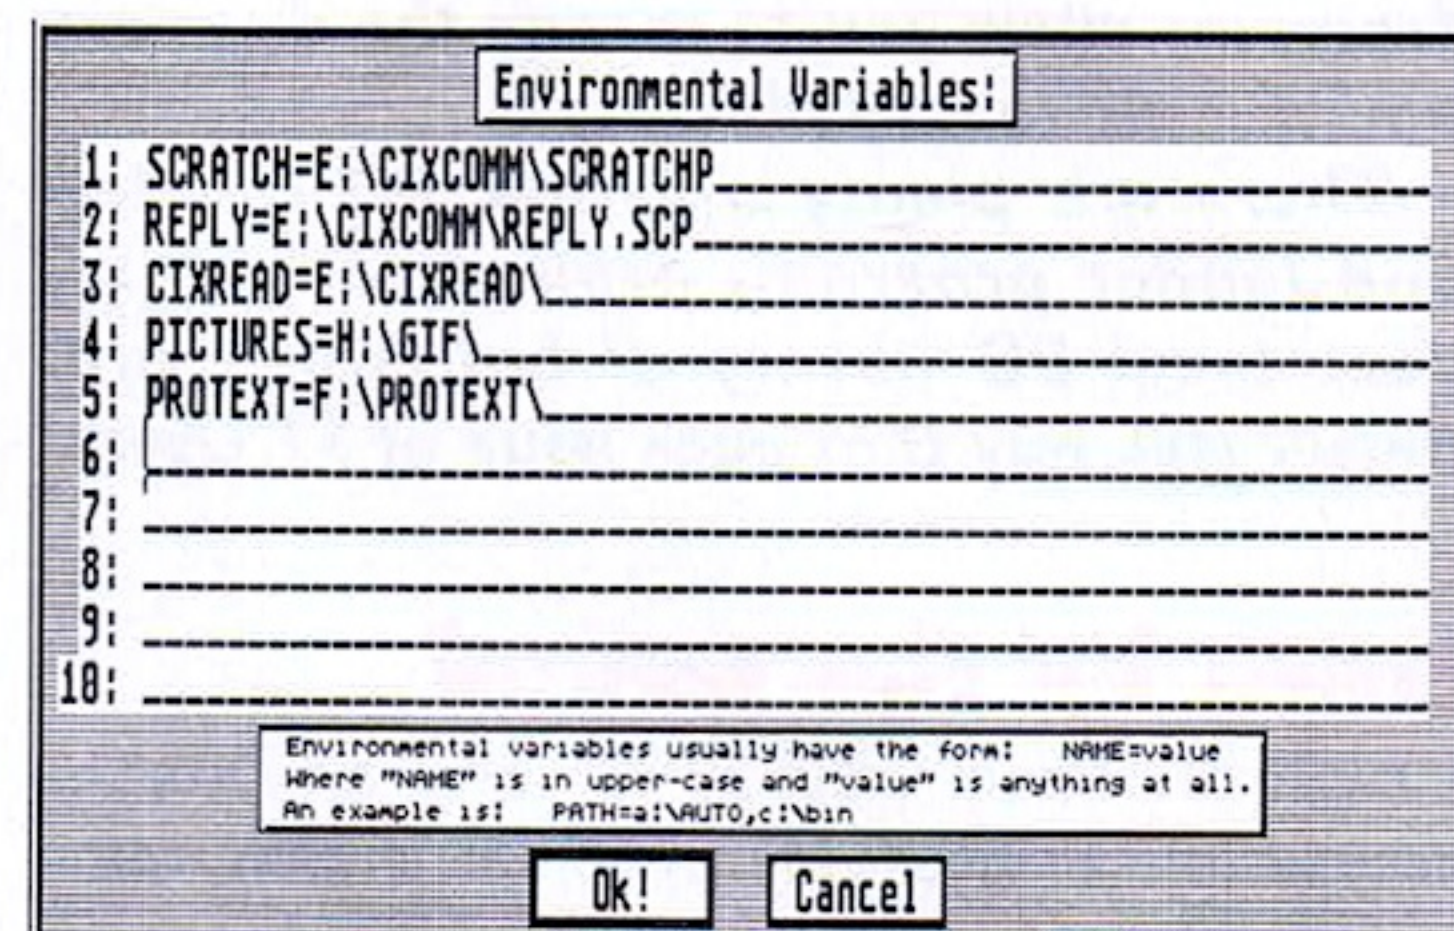 Environmental Variables:
1: SCRATCH=E:\CIXCOMM\SCRATCHP
2: REPLY=E:\CIXCOMM\REPLY.SCP
3: CIXREAD=E:\CIXREAD\
4: PICTURES=H:\GIF\
5: PROTEXT=F:\PROTEXT\
6:
7:
8:
9:
10:
Environmental variables usually have the form: NAME=value
Where "NAME" is in upper-case and "value" is anything at all.
An example is: PATH=a:\AUTO,c:\bin
Ok! Cancel